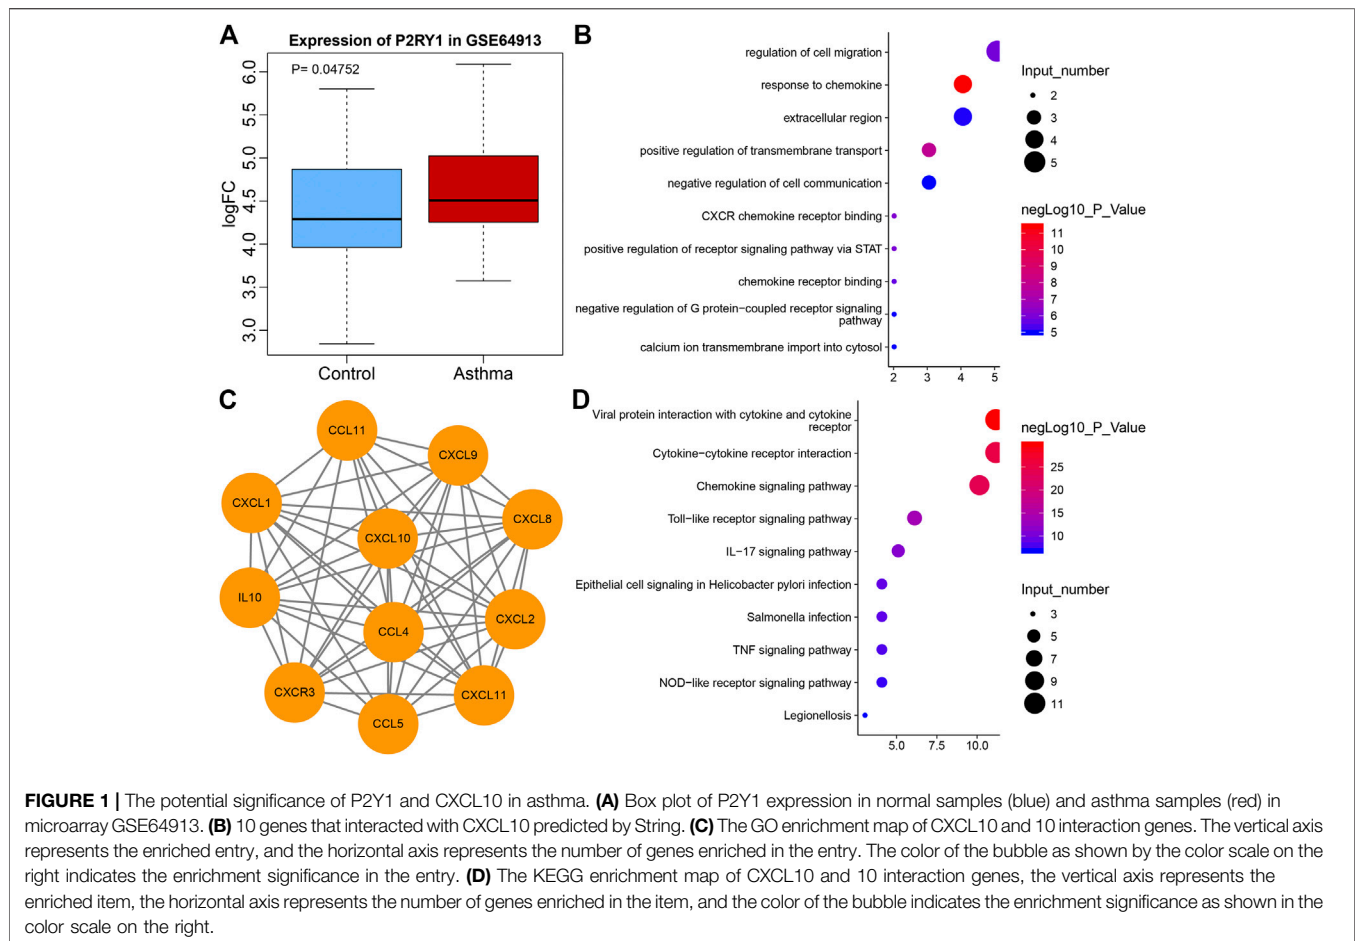 A
Expression of P2RY1 in GSE64913
P= 0.04752
logFC
6.0
5.5
5.0
4.5
4.0
3.5
3.0
Control
Asthma
B
regulation of cell migration
response to chemokine
extracellular region
positive regulation of transmembrane transport
negative regulation of cell communication
CXCR chemokine receptor binding
positive regulation of receptor signaling pathway via STAT
chemokine receptor binding
negative regulation of G protein−coupled receptor signaling
pathway
calcium ion transmembrane import into cytosol
2 3 4 5
Input_number
2
3
4
5
negLog10_P_Value
11
10
9
8
7
6
5
C
CCL11
CXCL9
CXCL1
CXCL8
CXCL10
IL10
CXCL2
CCL4
CXCR3
CXCL11
CCL5
D
Viral protein interaction with cytokine and cytokine
receptor
Cytokine−cytokine receptor interaction
Chemokine signaling pathway
Toll−like receptor signaling pathway
IL−17 signaling pathway
Epithelial cell signaling in Helicobacter pylori infection
Salmonella infection
TNF signaling pathway
NOD−like receptor signaling pathway
Legionellosis
5.0 7.5 10.0
negLog10_P_Value
25
20
15
10
Input_number
3
5
7
9
11
FIGURE 1 | The potential significance of P2Y1 and CXCL10 in asthma. (A) Box plot of P2Y1 expression in normal samples (blue) and asthma samples (red) in
microarray GSE64913. (B) 10 genes that interacted with CXCL10 predicted by String. (C) The GO enrichment map of CXCL10 and 10 interaction genes. The vertical axis
represents the enriched entry, and the horizontal axis represents the number of genes enriched in the entry. The color of the bubble as shown by the color scale on the
right indicates the enrichment significance in the entry. (D) The KEGG enrichment map of CXCL10 and 10 interaction genes, the vertical axis represents the
enriched item, the horizontal axis represents the number of genes enriched in the item, and the color of the bubble indicates the enrichment significance as shown in the
color scale on the right.